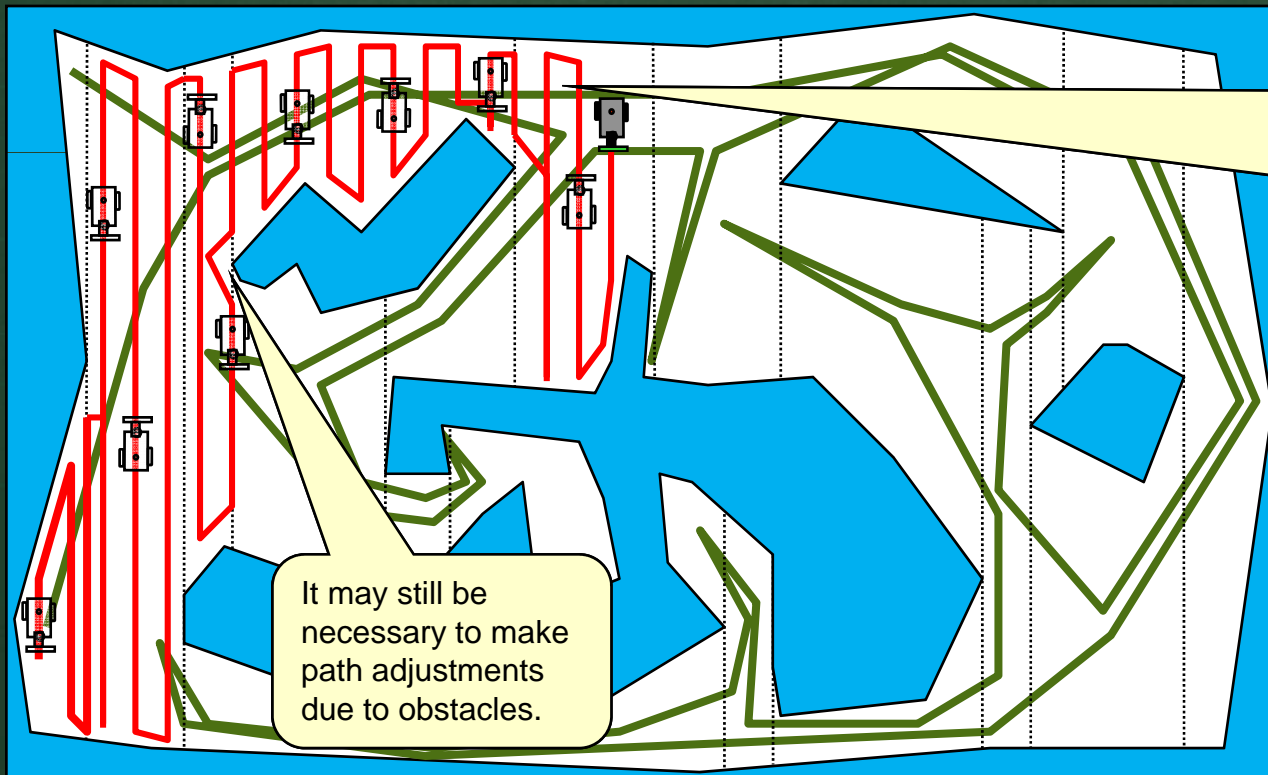 It may still be
necessary to make
path adjustments
due to obstacles.